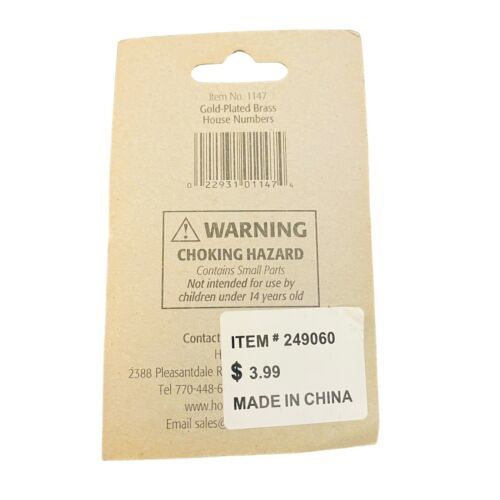 Item No. 1147
Gold-Plated Brass
House Numbers
0 22931 01147 4
WARNING
CHOKING HAZARD
Contains Small Parts
Not intended for use by
children under 14 years old
Contact
H
2388 Pleasantdale R
Tel 770-448-6
www.ho
Email sales@
ITEM # 249060
$ 3.99
MADE IN CHINA